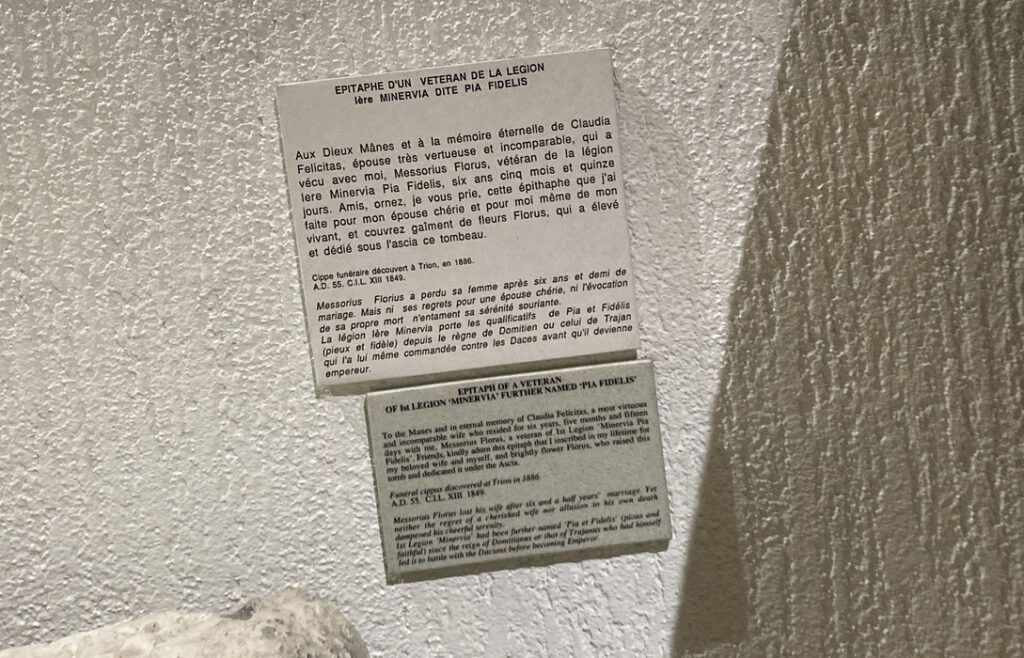 EPITAPHE D'UN VETERAN DE LA LEGION
Ière MINERVIA DITE PIA FIDELIS
Aux Dieux Mânes et à la mémoire éternelle de Claudia
Felicitas, épouse très vertueuse et incomparable, qui a
vécu avec moi, Messorius Florus, vétéran de la légion
Iere Minervia Pia Fidelis, six ans cinq mois et quinze
jours. Amis, ornez, je vous prie, cette épithaphe que j'ai
faite pour mon épouse chérie et pour moi même de mon
vivant, et couvrez gaîment de fleurs Florus, qui a élevé
et dédié sous l'ascia ce tombeau.
Cippe funéraire découvert à Trion, en 1886.
A.D. 55. C.I.L. XIII 1849.
Messorius Florius a perdu sa femme après six ans et demi de
mariage. Mais ni ses regrets pour une épouse chérie, ni l'évocation
de sa propre mort n'entament sa sérénité souriante.
La légion Ière Minervia porte les qualificatifs de Pia et Fidélis
(pieux et fidèle) depuis le règne de Domitien ou celui de Trajan
qui l'a lui même commandée contre les Daces avant qu'il devienne
empereur.
EPITAPH OF A VETERAN
OF Ist LEGION 'MINERVIA' FURTHER NAMED 'PIA FIDELIS'
To the Manes and in eternal memory of Claudia Felicitas, a most virtuous
and incomparable wife who resided for six years, five months and fifteen
days with me, Messorius Florus, a veteran of Ist Legion 'Minervia Pia
Fidelis'. Friends, kindly adorn this epitaph that I inscribed in my lifetime for
my beloved wife and myself, and brightly flower Florus, who raised this
tomb and dedicated it under the Ascia.
Funeral cippus discovered at Trion in 1886.
A.D. 55. C.I.L. XIII 1849.
Messorius Florus lost his wife after six and a half years' marriage. Yet
neither the regret of a cherished wife nor allusion to his own death
dampened his cheerful serenity.
Ist Legion 'Minervia' had been further named 'Pia et Fidelis' (pious and
faithful) since the reign of Domitianus or that of Trajanus who had himself
led it to battle with the Dacians before becoming Emperor.